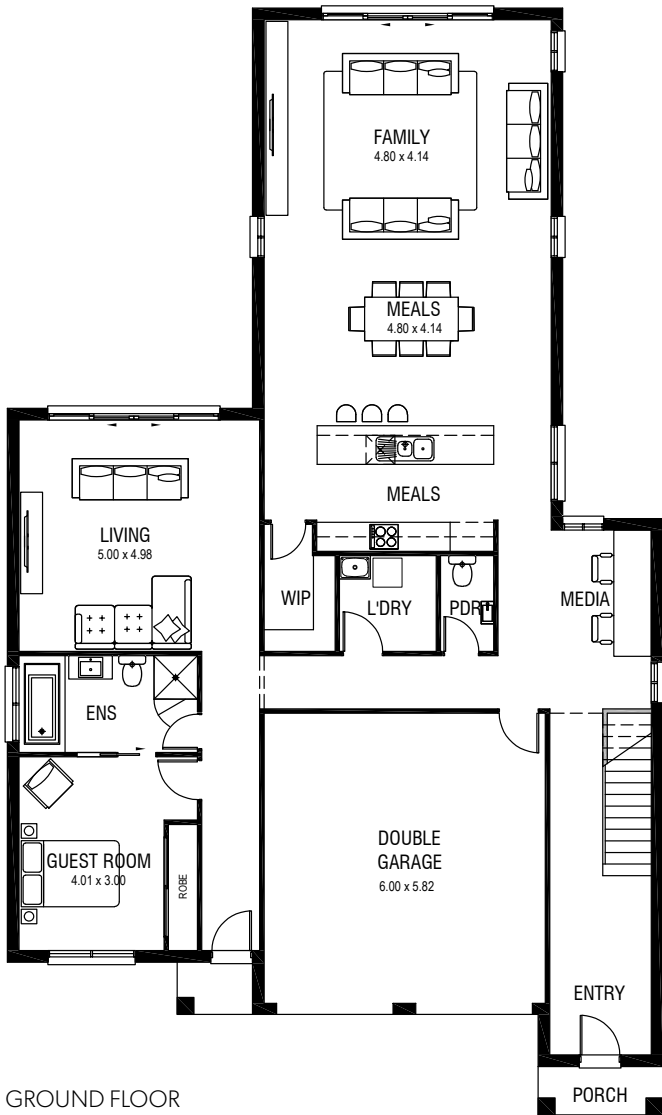 FAMILY
4.80 x 4.14
MEALS
4.80 x 4.14
MEALS
LIVING
5.00 x 4.98
WIP
L'DRY
PDR
MEDIA
ENS
GUEST ROOM
4.01 x 3.00
ROBE
DOUBLE
GARAGE
6.00 x 5.82
ENTRY
PORCH
GROUND FLOOR